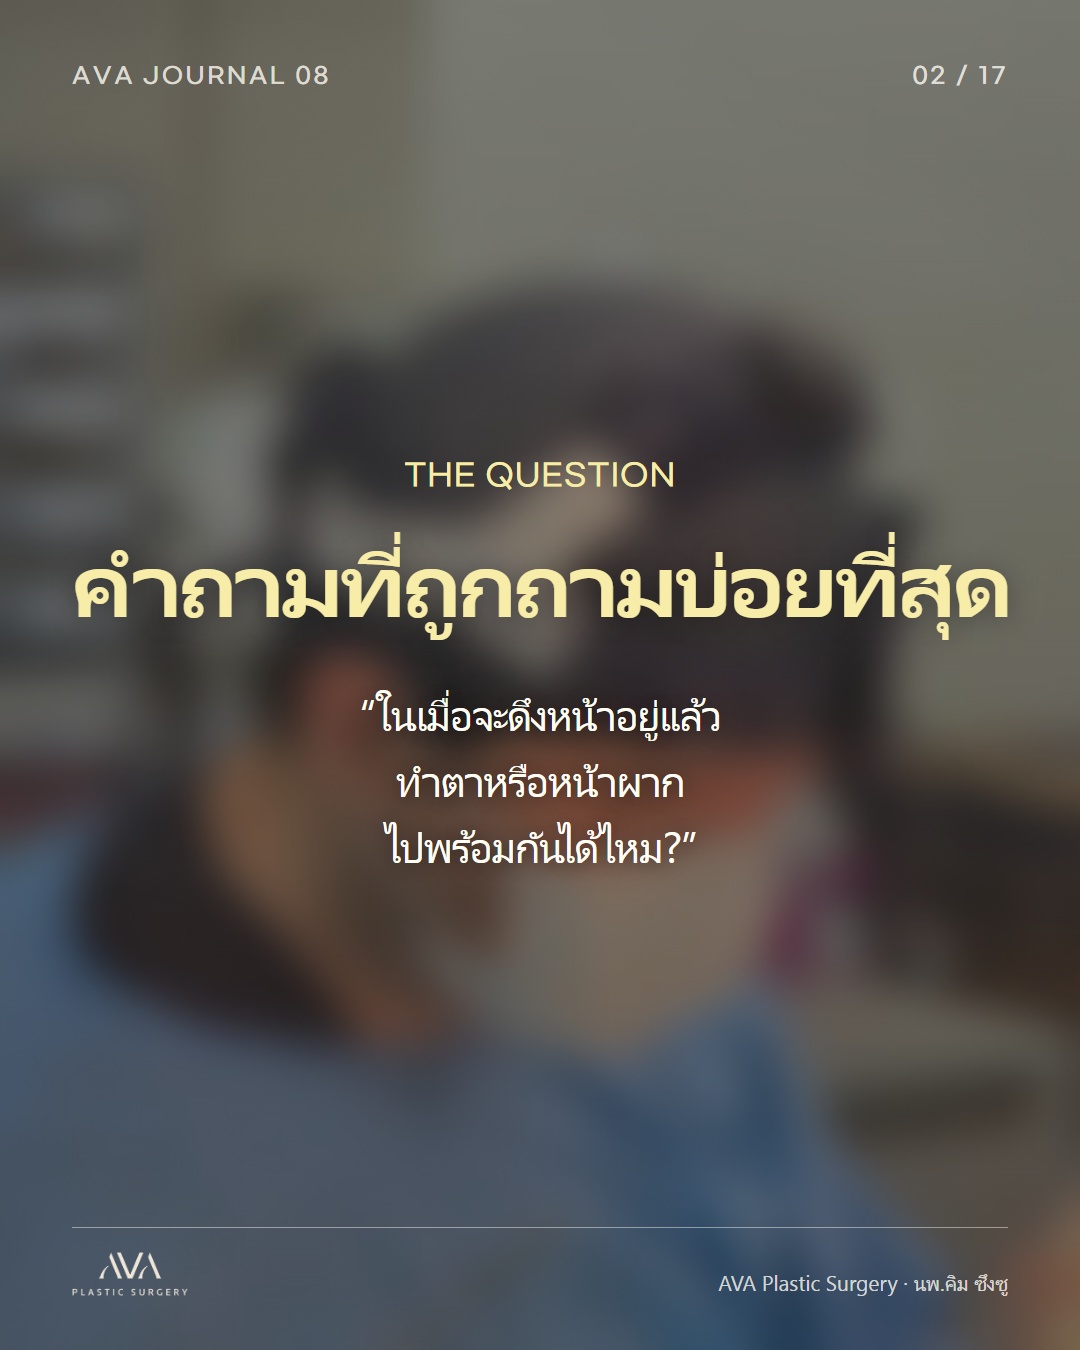 AVA JOURNAL 08
02 / 17
THE QUESTION
คำถามที่ถูกถามบ่อยที่สุด
“ในเมื่อจะดึงหน้าอยู่แล้ว
ทำตาหรือหน้าผาก
ไปพร้อมกันได้ไหม?”
AVA
PLASTIC SURGERY
AVA Plastic Surgery · นพ.คิม ซึงซู